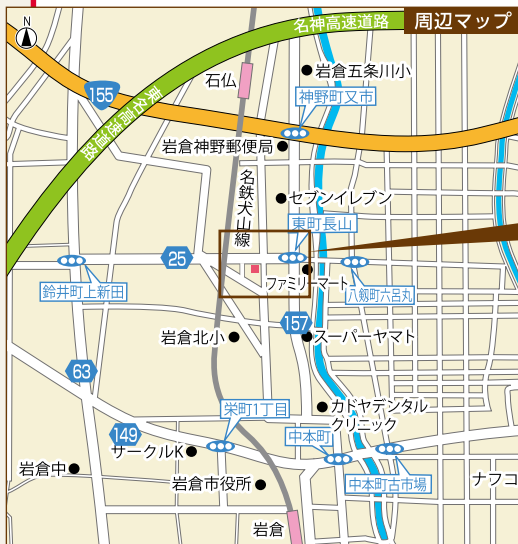 名神高速道路
周辺マップ
N
石仏
岩倉五条川小
155
神野町又市
東名高速道路
岩倉神野郵便局
名鉄犬山線
セブンイレブン
東町長山
25
ファミリーマート
鈴井町上新田
八剱町六呂丸
157
岩倉北小
スーパーヤマト
63
栄町1丁目
カドヤデンタル
クリニック
149
サークルK
中本町
岩倉中
岩倉市役所
中本町古市場
ナフコ
岩倉